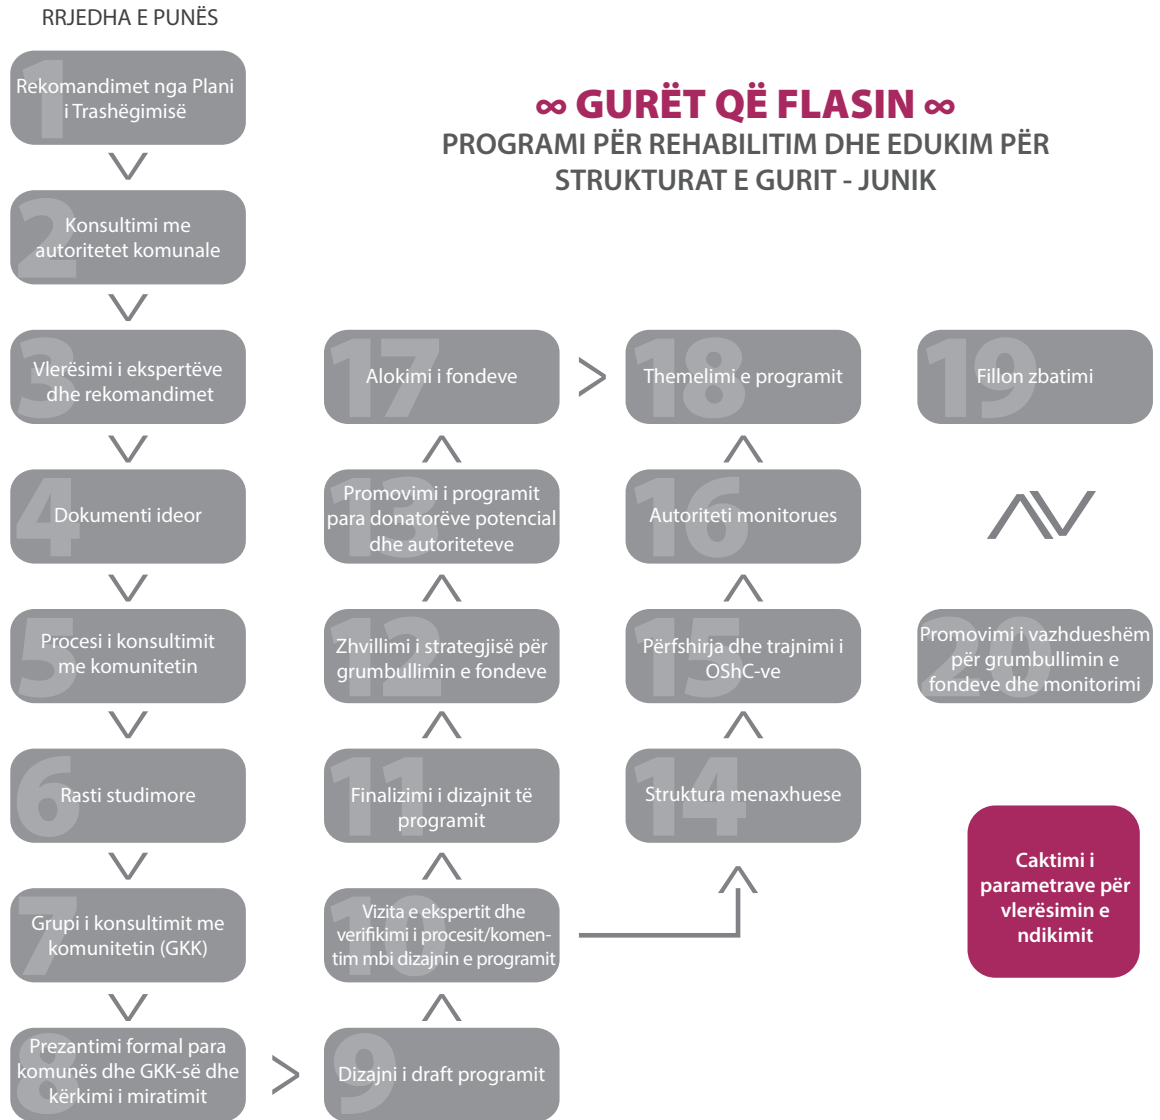 RRJEDHA E PUNËS
∞ GURËT QË FLASIN ∞
PROGRAMI PËR REHABILITIM DHE EDUKIM PËR
STRUKTURAT E GURIT - JUNIK
1
Rekomandimet nga Plani
i Trashëgimisë
2
Konsultimi me
autoritetet komunale
3
Vlerësimi i ekspertëve
dhe rekomandimet
4
Dokumenti ideor
5
Procesi i konsultimit
me komunitetin
6
Rasti studimore
7
Grupi i konsultimit me
komunitetin (GKK)
8
Prezantimi formal para
komunës dhe GKK-së dhe
kërkimi i miratimit
9
Dizajni i draft programit
10
Vizita e ekspertit dhe
verifikimi i procesit/komen-
tim mbi dizajnin e programit
11
Finalizimi i dizajnit të
programit
12
Zhvillimi i strategjisë për
grumbullimin e fondeve
13
Promovimi i programit
para donatorëve potencial
dhe autoriteteve
17
Alokimi i fondeve
14
Struktura menaxhuese
15
Përfshirja dhe trajnimi i
OShC-ve
16
Autoriteti monitorues
18
Themelimi e programit
19
Fillon zbatimi
20
Promovimi i vazhdueshëm
për grumbullimin e
fondeve dhe monitorimi
Caktimi i
parametrave për
vlerësimin e
ndikimit